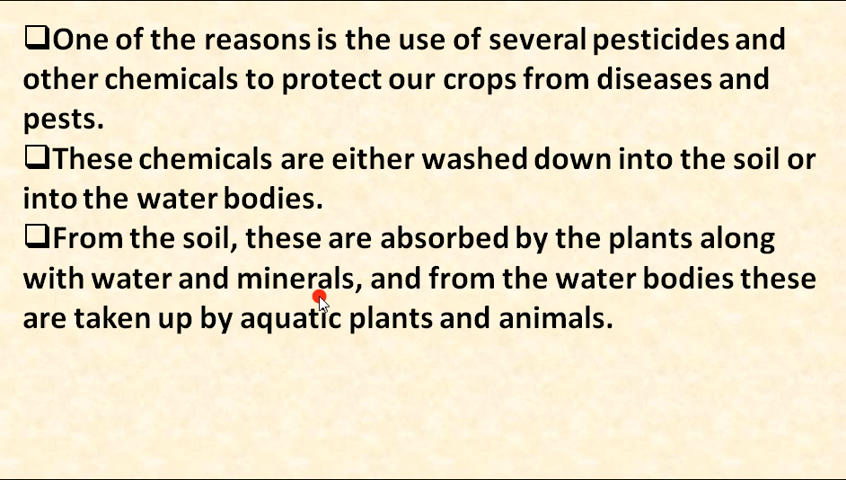 ❑One of the reasons is the use of several pesticides and
other chemicals to protect our crops from diseases and
pests.
❑These chemicals are either washed down into the soil or
into the water bodies.
❑From the soil, these are absorbed by the plants along
with water and minerals, and from the water bodies these
are taken up by aquatic plants and animals.